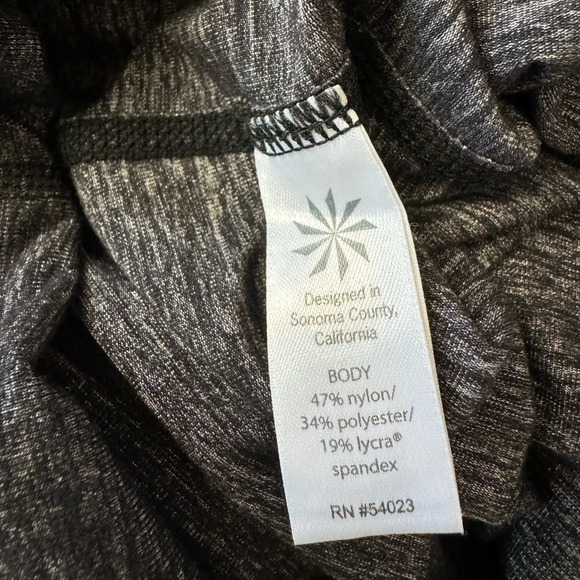 Designed in
Sonoma County,
California
BODY
47% nylon/
34% polyester/
19% lycra®
spandex
RN #54023